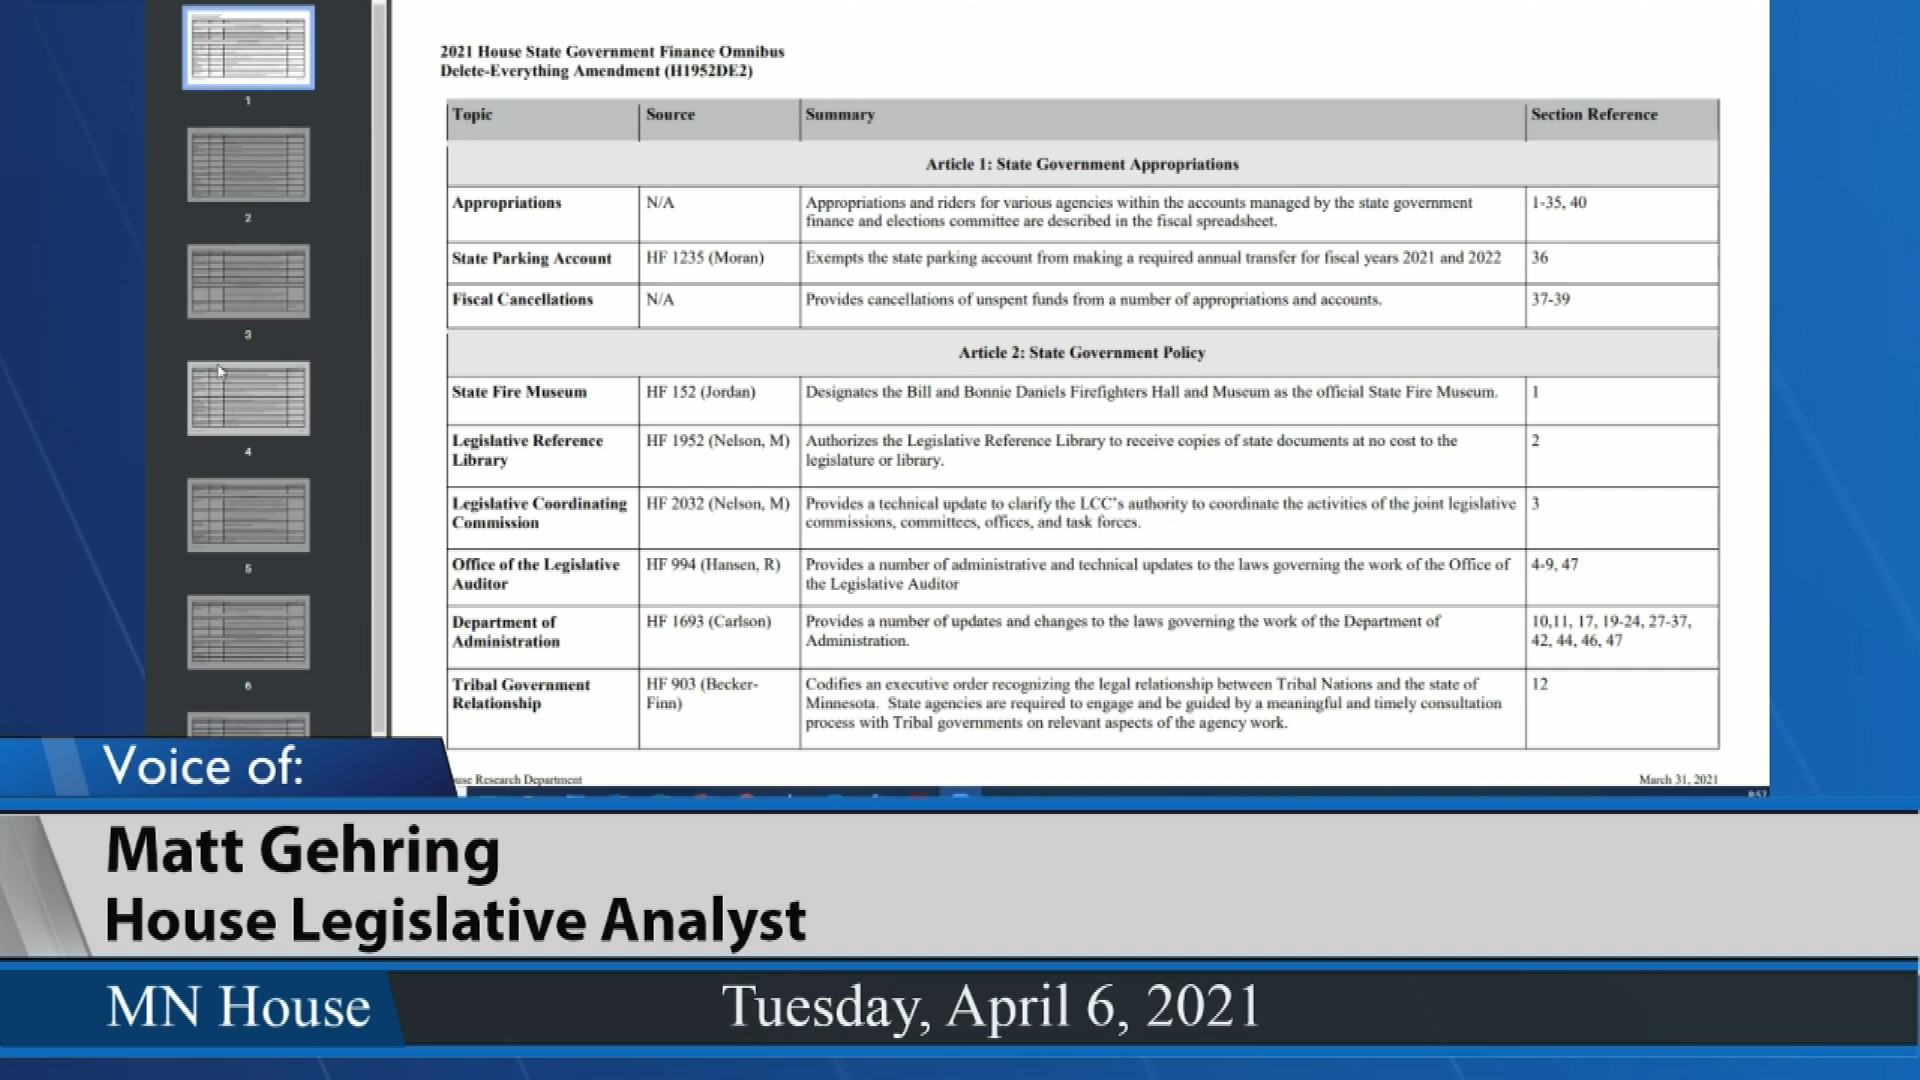 2021 House State Government Finance Omnibus
Delete-Everything Amendment (H1952DE2)
Topic Source Summary Section Reference
Article 1: State Government Appropriations
Appropriations N/A Appropriations and riders for various agencies within the accounts managed by the state government 1-35, 40
finance and elections committee are described in the fiscal spreadsheet.
State Parking Account HF 1235 (Moran) Exempts the state parking account from making a required annual transfer for fiscal years 2021 and 2022 36
Fiscal Cancellations N/A Provides cancellations of unspent funds from a number of appropriations and accounts. 37-39
Article 2: State Government Policy
State Fire Museum HF 152 (Jordan) Designates the Bill and Bonnie Daniels Firefighters Hall and Museum as the official State Fire Museum. 1
Legislative Reference HF 1952 (Nelson, M) Authorizes the Legislative Reference Library to receive copies of state documents at no cost to the 2
Library legislature or library.
Legislative Coordinating HF 2032 (Nelson, M) Provides a technical update to clarify the LCC's authority to coordinate the activities of the joint legislative 3
Commission commissions, committees, offices, and task forces.
Office of the Legislative HF 994 (Hansen, R) Provides a number of administrative and technical updates to the laws governing the work of the Office of 4-9, 47
Auditor the Legislative Auditor
Department of HF 1693 (Carlson) Provides a number of updates and changes to the laws governing the work of the Department of 10,11, 17, 19-24, 27-37,
Administration Administration. 42, 44, 46, 47
Tribal Government HF 903 (Becker- Codifies an executive order recognizing the legal relationship between Tribal Nations and the state of 12
Relationship Finn) Minnesota. State agencies are required to engage and be guided by a meaningful and timely consultation
process with Tribal governments on relevant aspects of the agency work.
Research Department March 31, 2021
1
2
3
4
5
6
Voice of:
Matt Gehring
House Legislative Analyst
MN House Tuesday, April 6, 2021